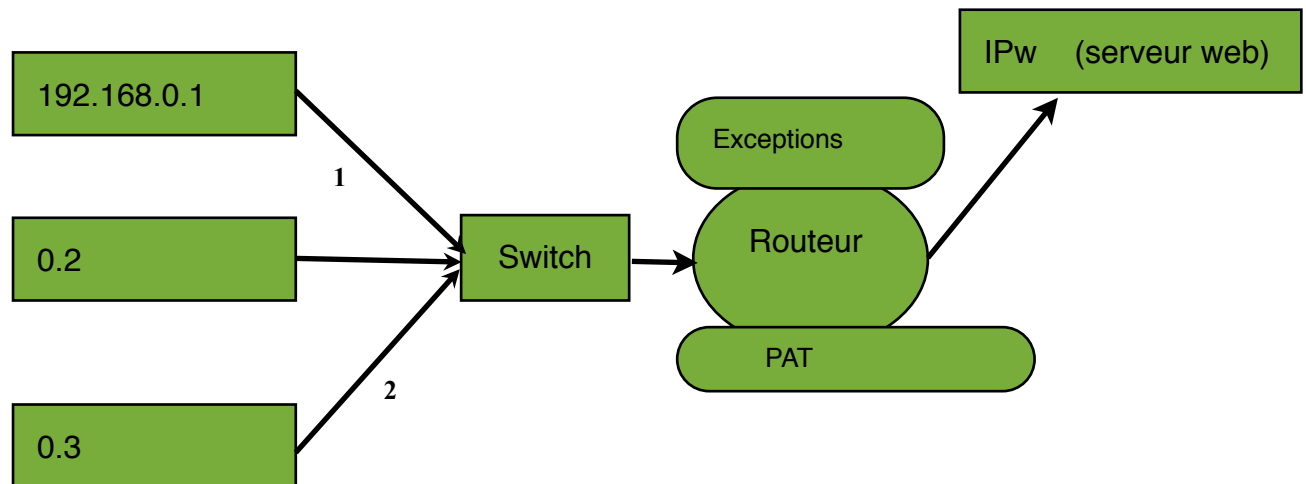 IPw (serveur web)
192.168.0.1
Exceptions
1
Routeur
0.2
Switch
PAT
2
0.3